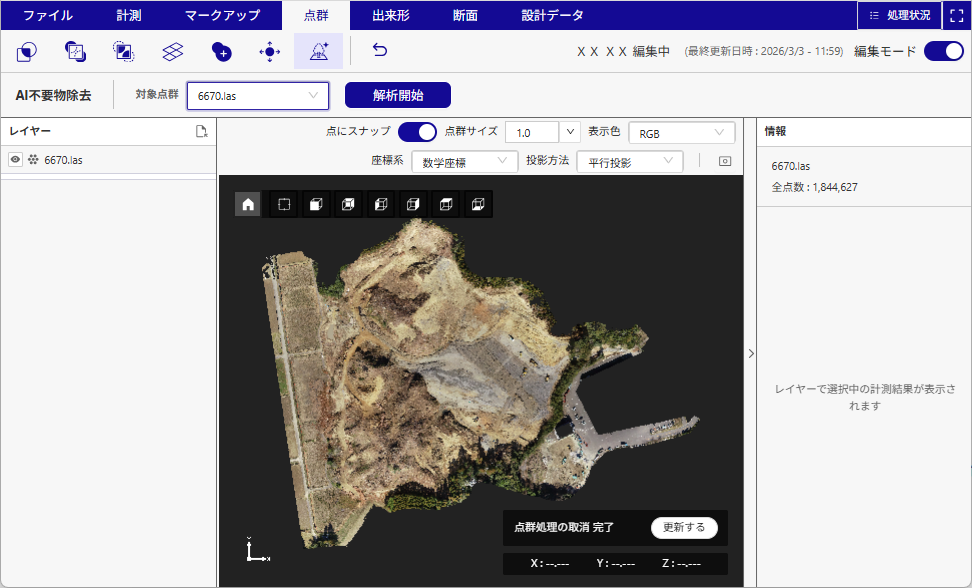 ファイル 計測 マークアップ 点群 出来形 断面 設計データ 処理状況
X X X X 編集中 (最終更新日時 : 2026/3/3 - 11:59) 編集モード
AI不要物除去 対象点群 6670.las 解析開始
レイヤー
6670.las
点にスナップ 点群サイズ 1.0 表示色 RGB
座標系 数学座標 投影方法 平行投影
点群処理の取消 完了 更新する
X : --.--- Y : --.--- Z : --.---
情報
6670.las
全点数 : 1,844,627
レイヤーで選択中の計測結果が表示さ
れます